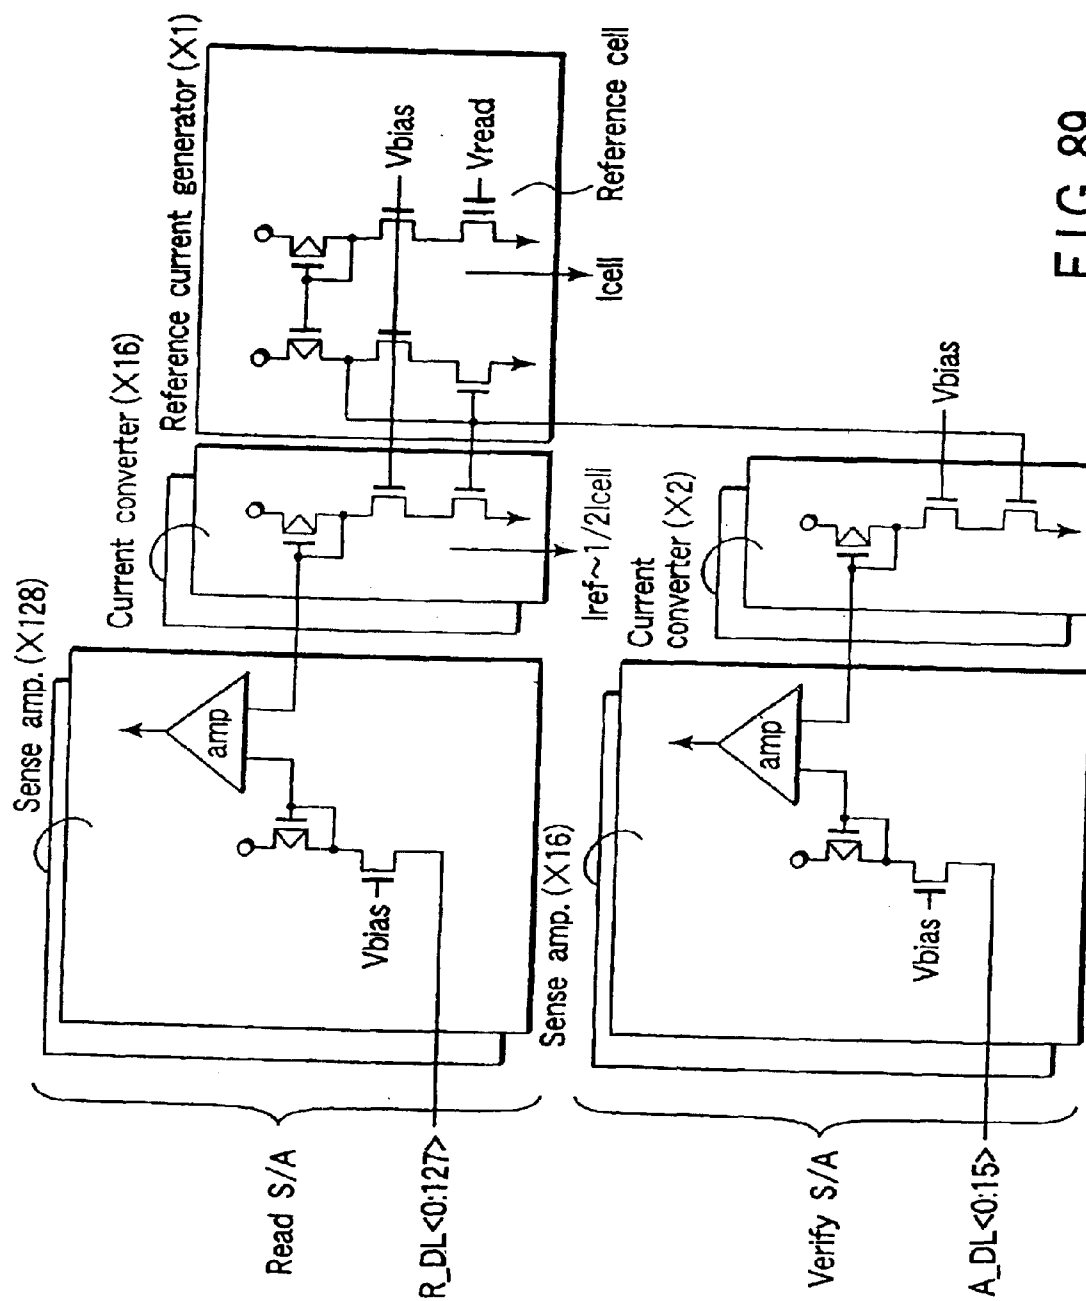 Reference current generator (X1)
Vbias
Vread
Reference cell
Icell
Current converter (X16)
Iref~1/2Icell
Sense amp. (X128)
amp
Vbias
Read S/A
R_DL<0:127>
Vbias
Current
converter (X2)
Sense amp. (X16)
amp
Vbias
Verify S/A
A_DL<0:15>
FIG. 89